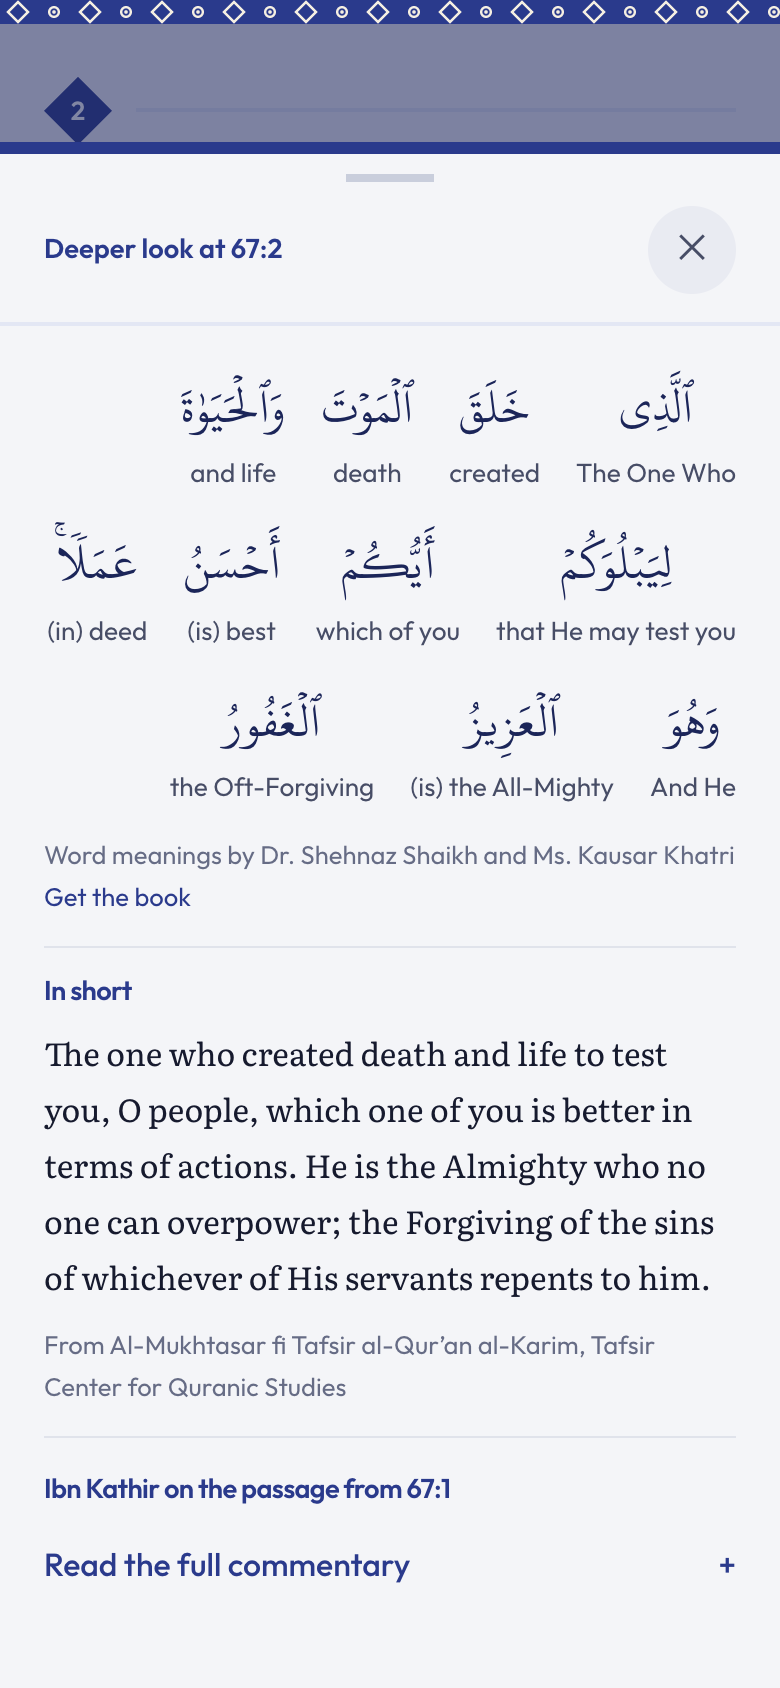 2
Deeper look at 67:2
ٱلَّذِى خَلَقَ ٱلْمَوْتَ وَٱلْحَيَوٰةَ
The One Who created death and life
لِيَبْلُوَكُمْ أَيُّكُمْ أَحْسَنُ عَمَلًا ۚ
that He may test you which of you (is) best (in) deed
وَهُوَ ٱلْعَزِيزُ ٱلْغَفُورُ
And He (is) the All-Mighty the Oft-Forgiving
Word meanings by Dr. Shehnaz Shaikh and Ms. Kausar Khatri
Get the book
In short
The one who created death and life to test
you, O people, which one of you is better in
terms of actions. He is the Almighty who no
one can overpower; the Forgiving of the sins
of whichever of His servants repents to him.
From Al-Mukhtasar fi Tafsir al-Qur’an al-Karim, Tafsir
Center for Quranic Studies
Ibn Kathir on the passage from 67:1
Read the full commentary +